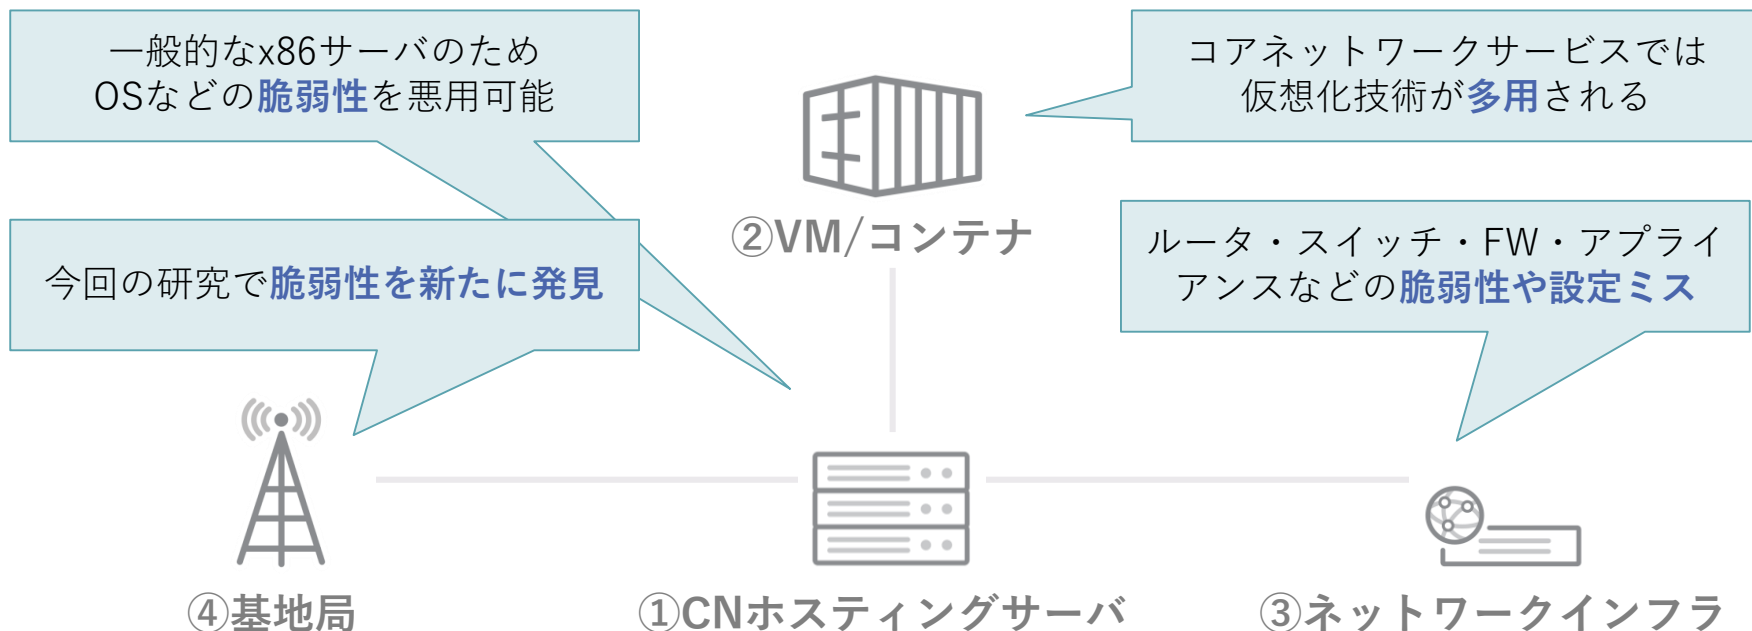 一般的なx86サーバのため
OSなどの脆弱性を悪用可能
コアネットワークサービスでは
仮想化技術が多用される
②VM/コンテナ
今回の研究で脆弱性を新たに発見
ルータ・スイッチ・FW・アプライ
アンスなどの脆弱性や設定ミス
④基地局
①CNホスティングサーバ
③ネットワークインフラ